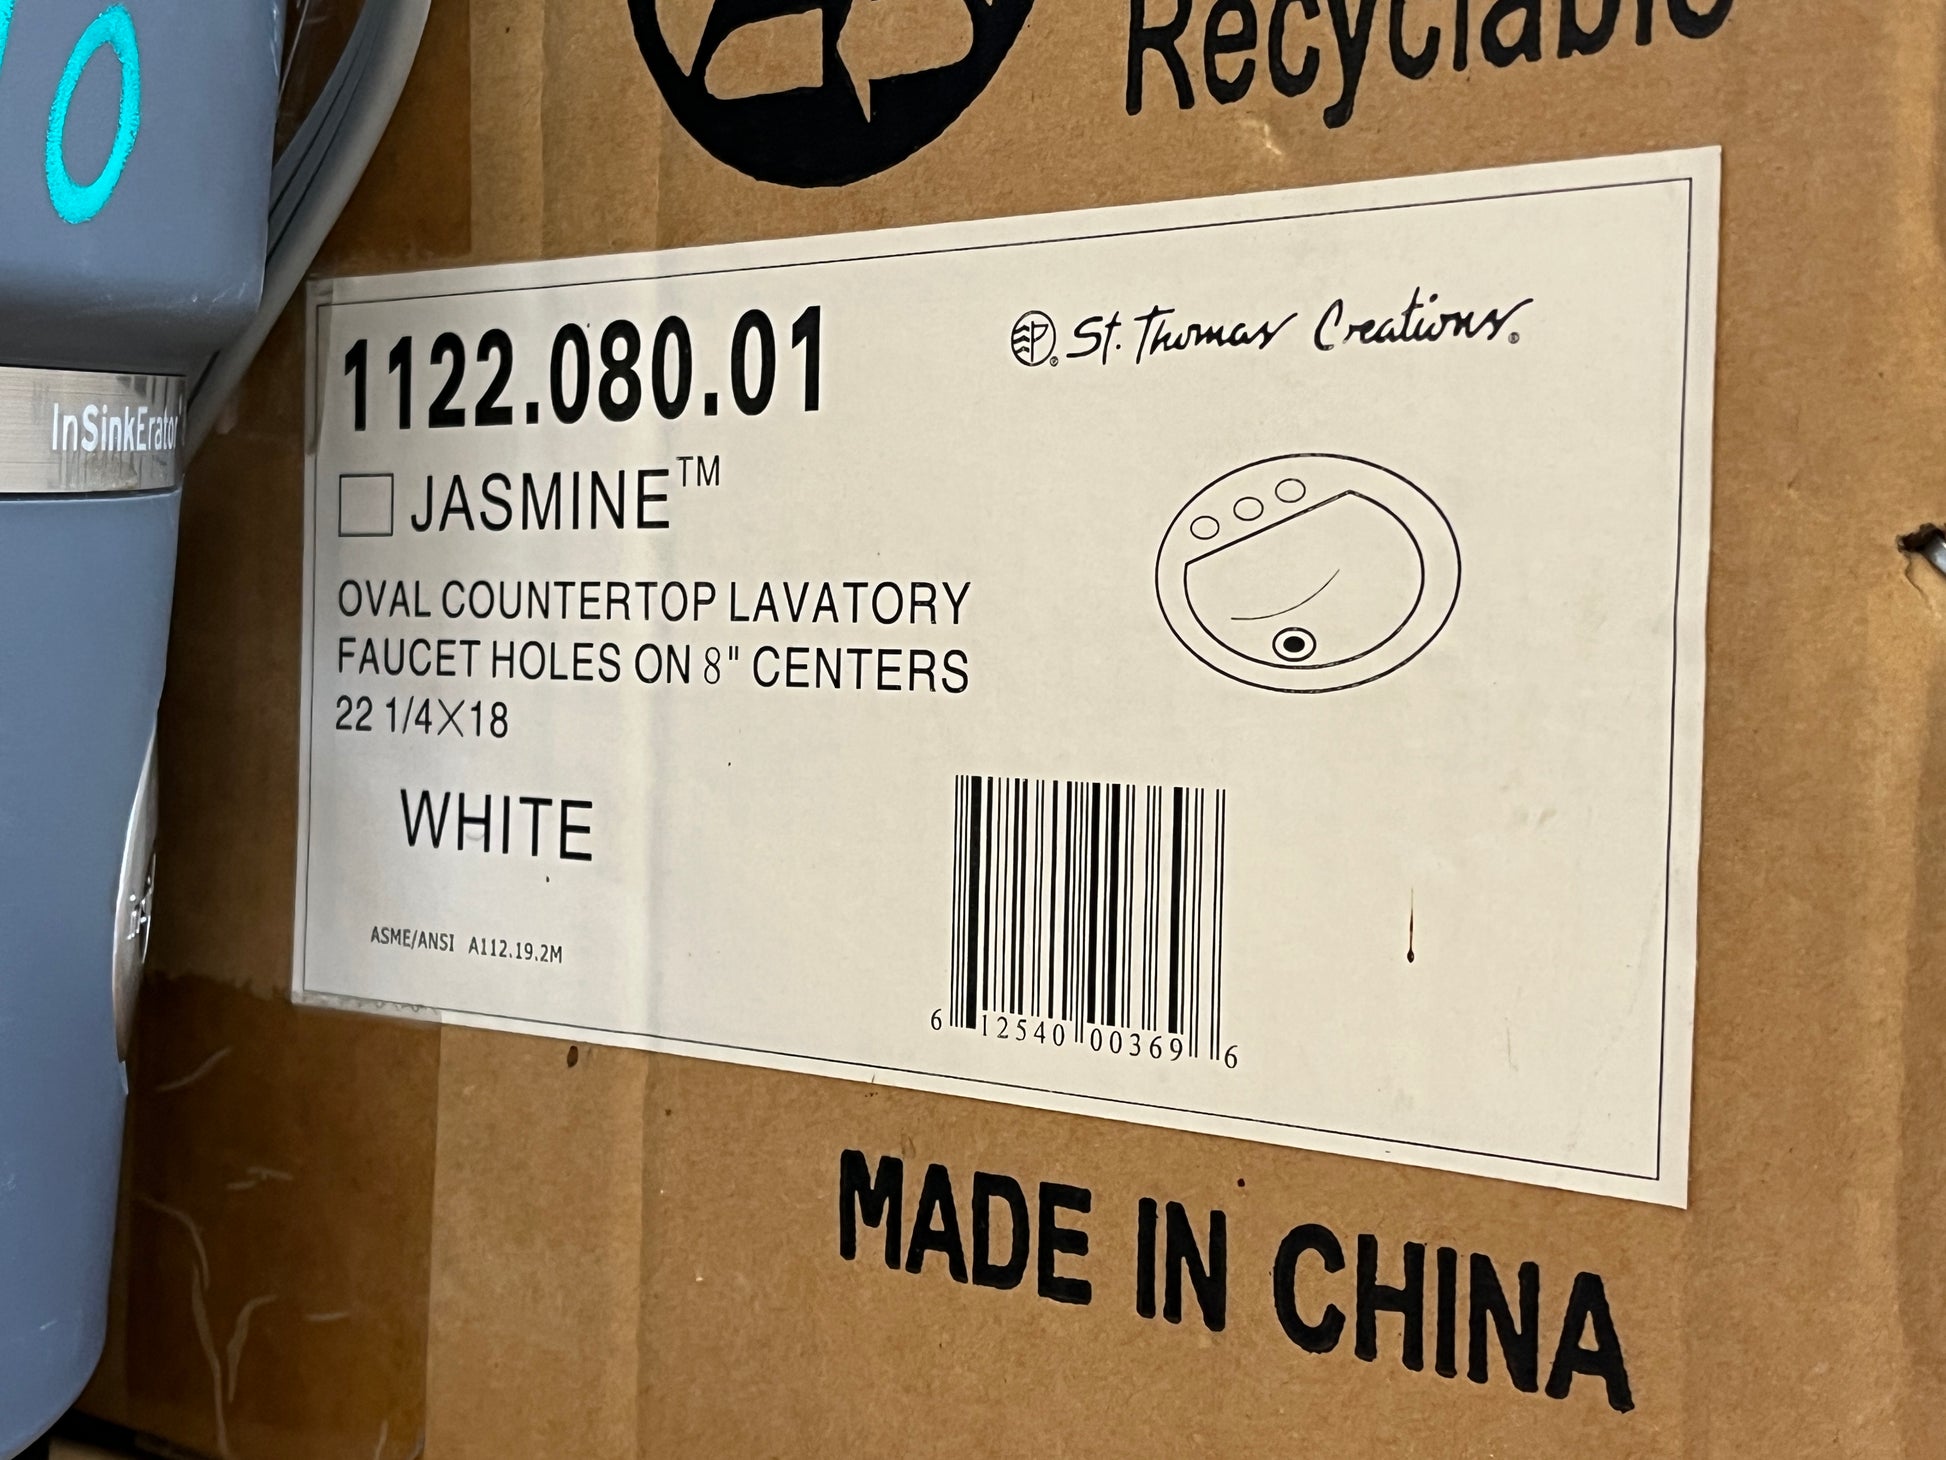 Recyclable
InSinkErator
1122.080.01
St. Thomas Creations®
JASMINE™
OVAL COUNTERTOP LAVATORY
FAUCET HOLES ON 8" CENTERS
22 1/4X18
WHITE
ASME/ANSI A112.19.2M
6 12540 00369 6
MADE IN CHINA